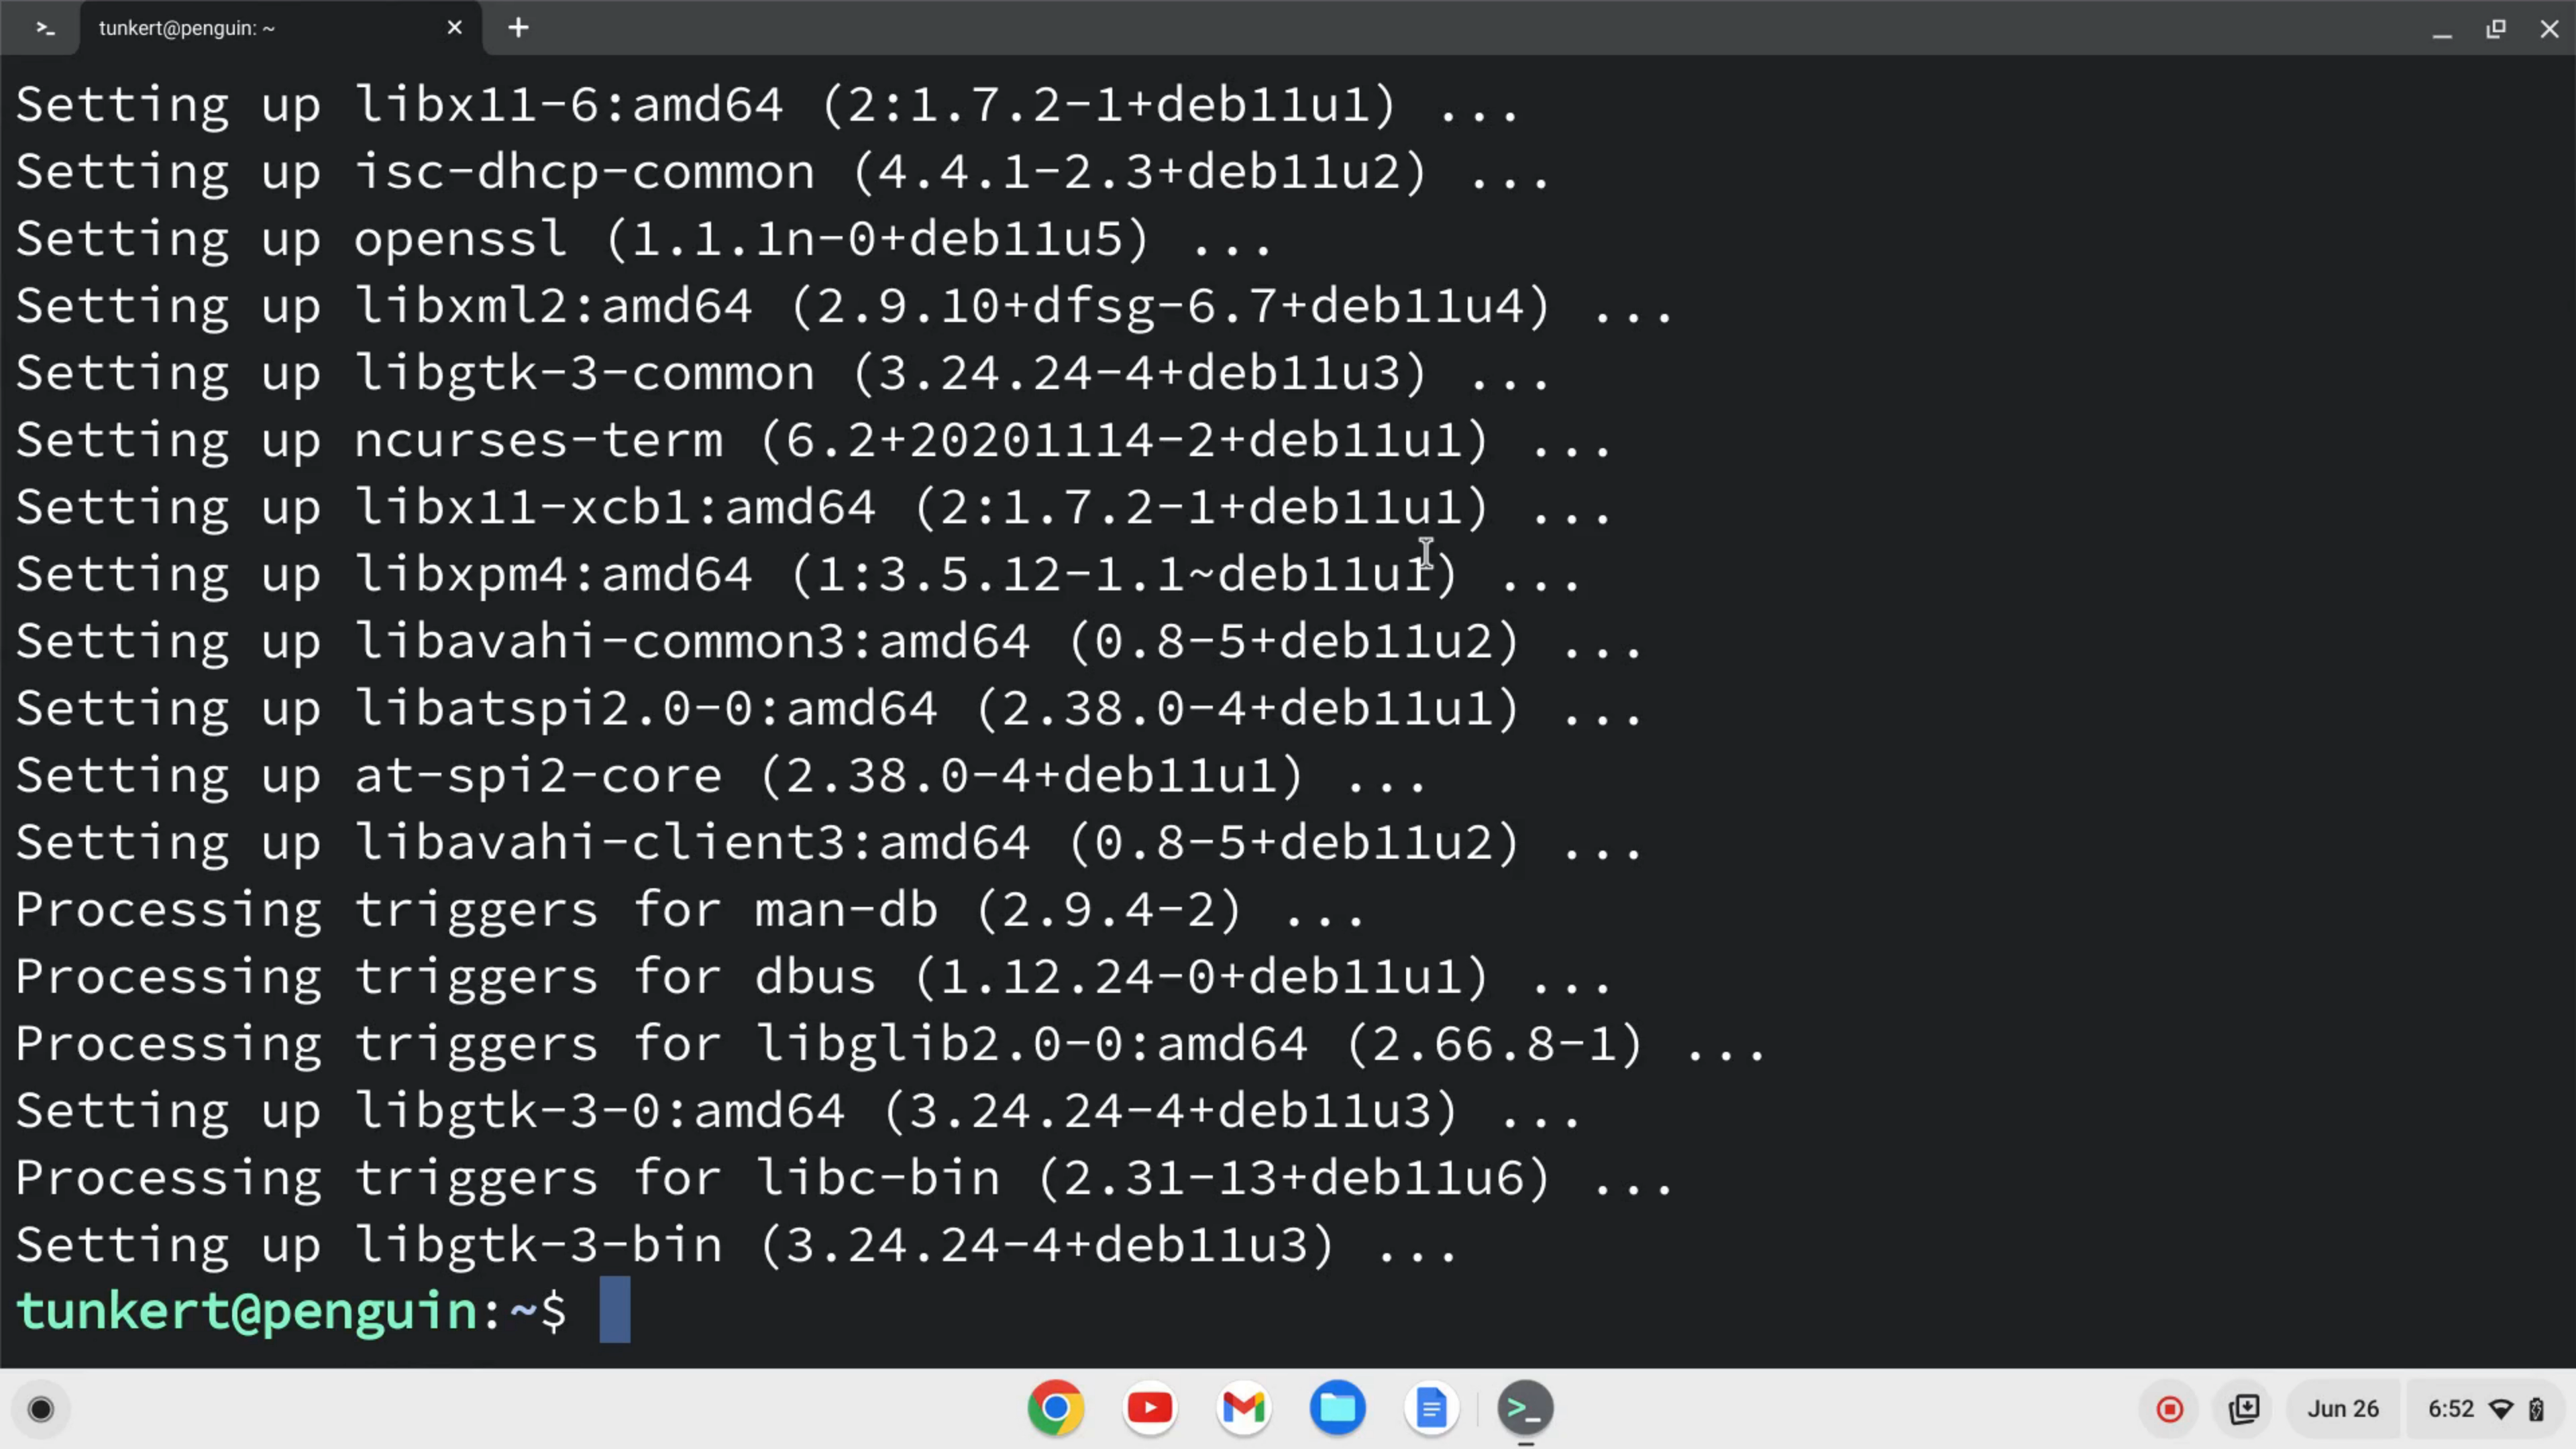 >_ tunkert@penguin: ~
Setting up libx11-6:amd64 (2:1.7.2-1+deb11u1) ...
Setting up isc-dhcp-common (4.4.1-2.3+deb11u2) ...
Setting up openssl (1.1.1n-0+deb11u5) ...
Setting up libxml2:amd64 (2.9.10+dfsg-6.7+deb11u4) ...
Setting up libgtk-3-common (3.24.24-4+deb11u3) ...
Setting up ncurses-term (6.2+20201114-2+deb11u1) ...
Setting up libx11-xcb1:amd64 (2:1.7.2-1+deb11u1) ...
Setting up libxpm4:amd64 (1:3.5.12-1.1~deb11u1) ...
Setting up libavahi-common3:amd64 (0.8-5+deb11u2) ...
Setting up libatspi2.0-0:amd64 (2.38.0-4+deb11u1) ...
Setting up at-spi2-core (2.38.0-4+deb11u1) ...
Setting up libavahi-client3:amd64 (0.8-5+deb11u2) ...
Processing triggers for man-db (2.9.4-2) ...
Processing triggers for dbus (1.12.24-0+deb11u1) ...
Processing triggers for libglib2.0-0:amd64 (2.66.8-1) ...
Setting up libgtk-3-0:amd64 (3.24.24-4+deb11u3) ...
Processing triggers for libc-bin (2.31-13+deb11u6) ...
Setting up libgtk-3-bin (3.24.24-4+deb11u3) ...
tunkert@penguin:~$
Jun 26 6:52